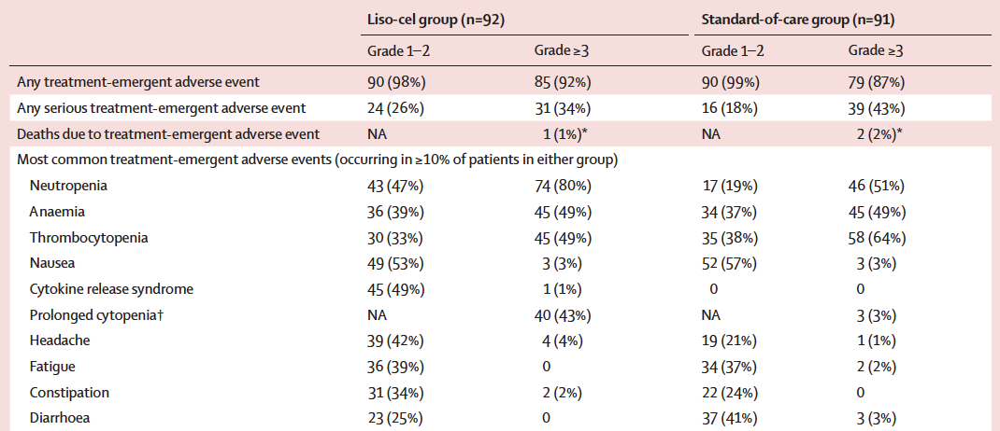 Liso-cel group (n=92) Standard-of-care group (n=91)
Grade 1–2 Grade ≥3 Grade 1–2 Grade ≥3
Any treatment-emergent adverse event 90 (98%) 85 (92%) 90 (99%) 79 (87%)
Any serious treatment-emergent adverse event 24 (26%) 31 (34%) 16 (18%) 39 (43%)
Deaths due to treatment-emergent adverse event NA 1 (1%)* NA 2 (2%)*
Most common treatment-emergent adverse events (occurring in ≥10% of patients in either group)
Neutropenia 43 (47%) 74 (80%) 17 (19%) 46 (51%)
Anaemia 36 (39%) 45 (49%) 34 (37%) 45 (49%)
Thrombocytopenia 30 (33%) 45 (49%) 35 (38%) 58 (64%)
Nausea 49 (53%) 3 (3%) 52 (57%) 3 (3%)
Cytokine release syndrome 45 (49%) 1 (1%) 0 0
Prolonged cytopenia† NA 40 (43%) NA 3 (3%)
Headache 39 (42%) 4 (4%) 19 (21%) 1 (1%)
Fatigue 36 (39%) 0 34 (37%) 2 (2%)
Constipation 31 (34%) 2 (2%) 22 (24%) 0
Diarrhoea 23 (25%) 0 37 (41%) 3 (3%)